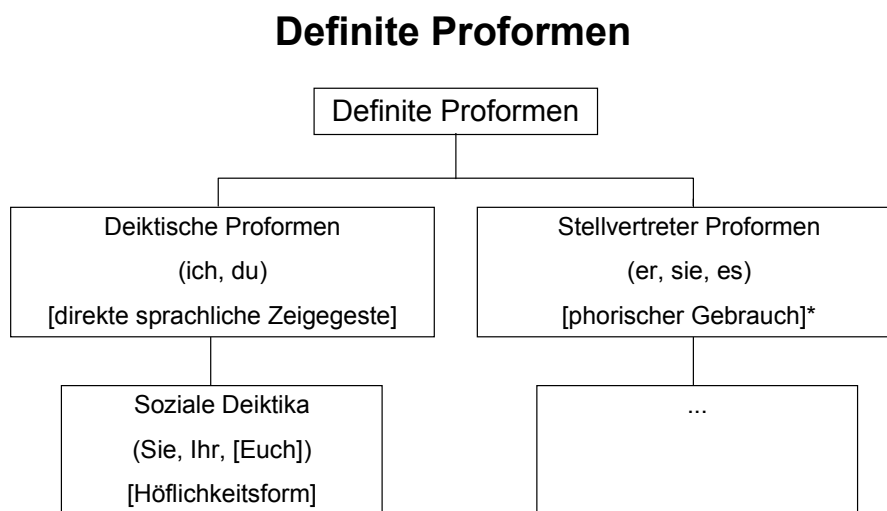 Definite Proformen
Definite Proformen
Deiktische Proformen
(ich, du)
[direkte sprachliche Zeigegeste]
Stellvertreter Proformen
(er, sie, es)
[phorischer Gebrauch]*
Soziale Deiktika
(Sie, Ihr, [Euch])
[Höflichkeitsform]
...